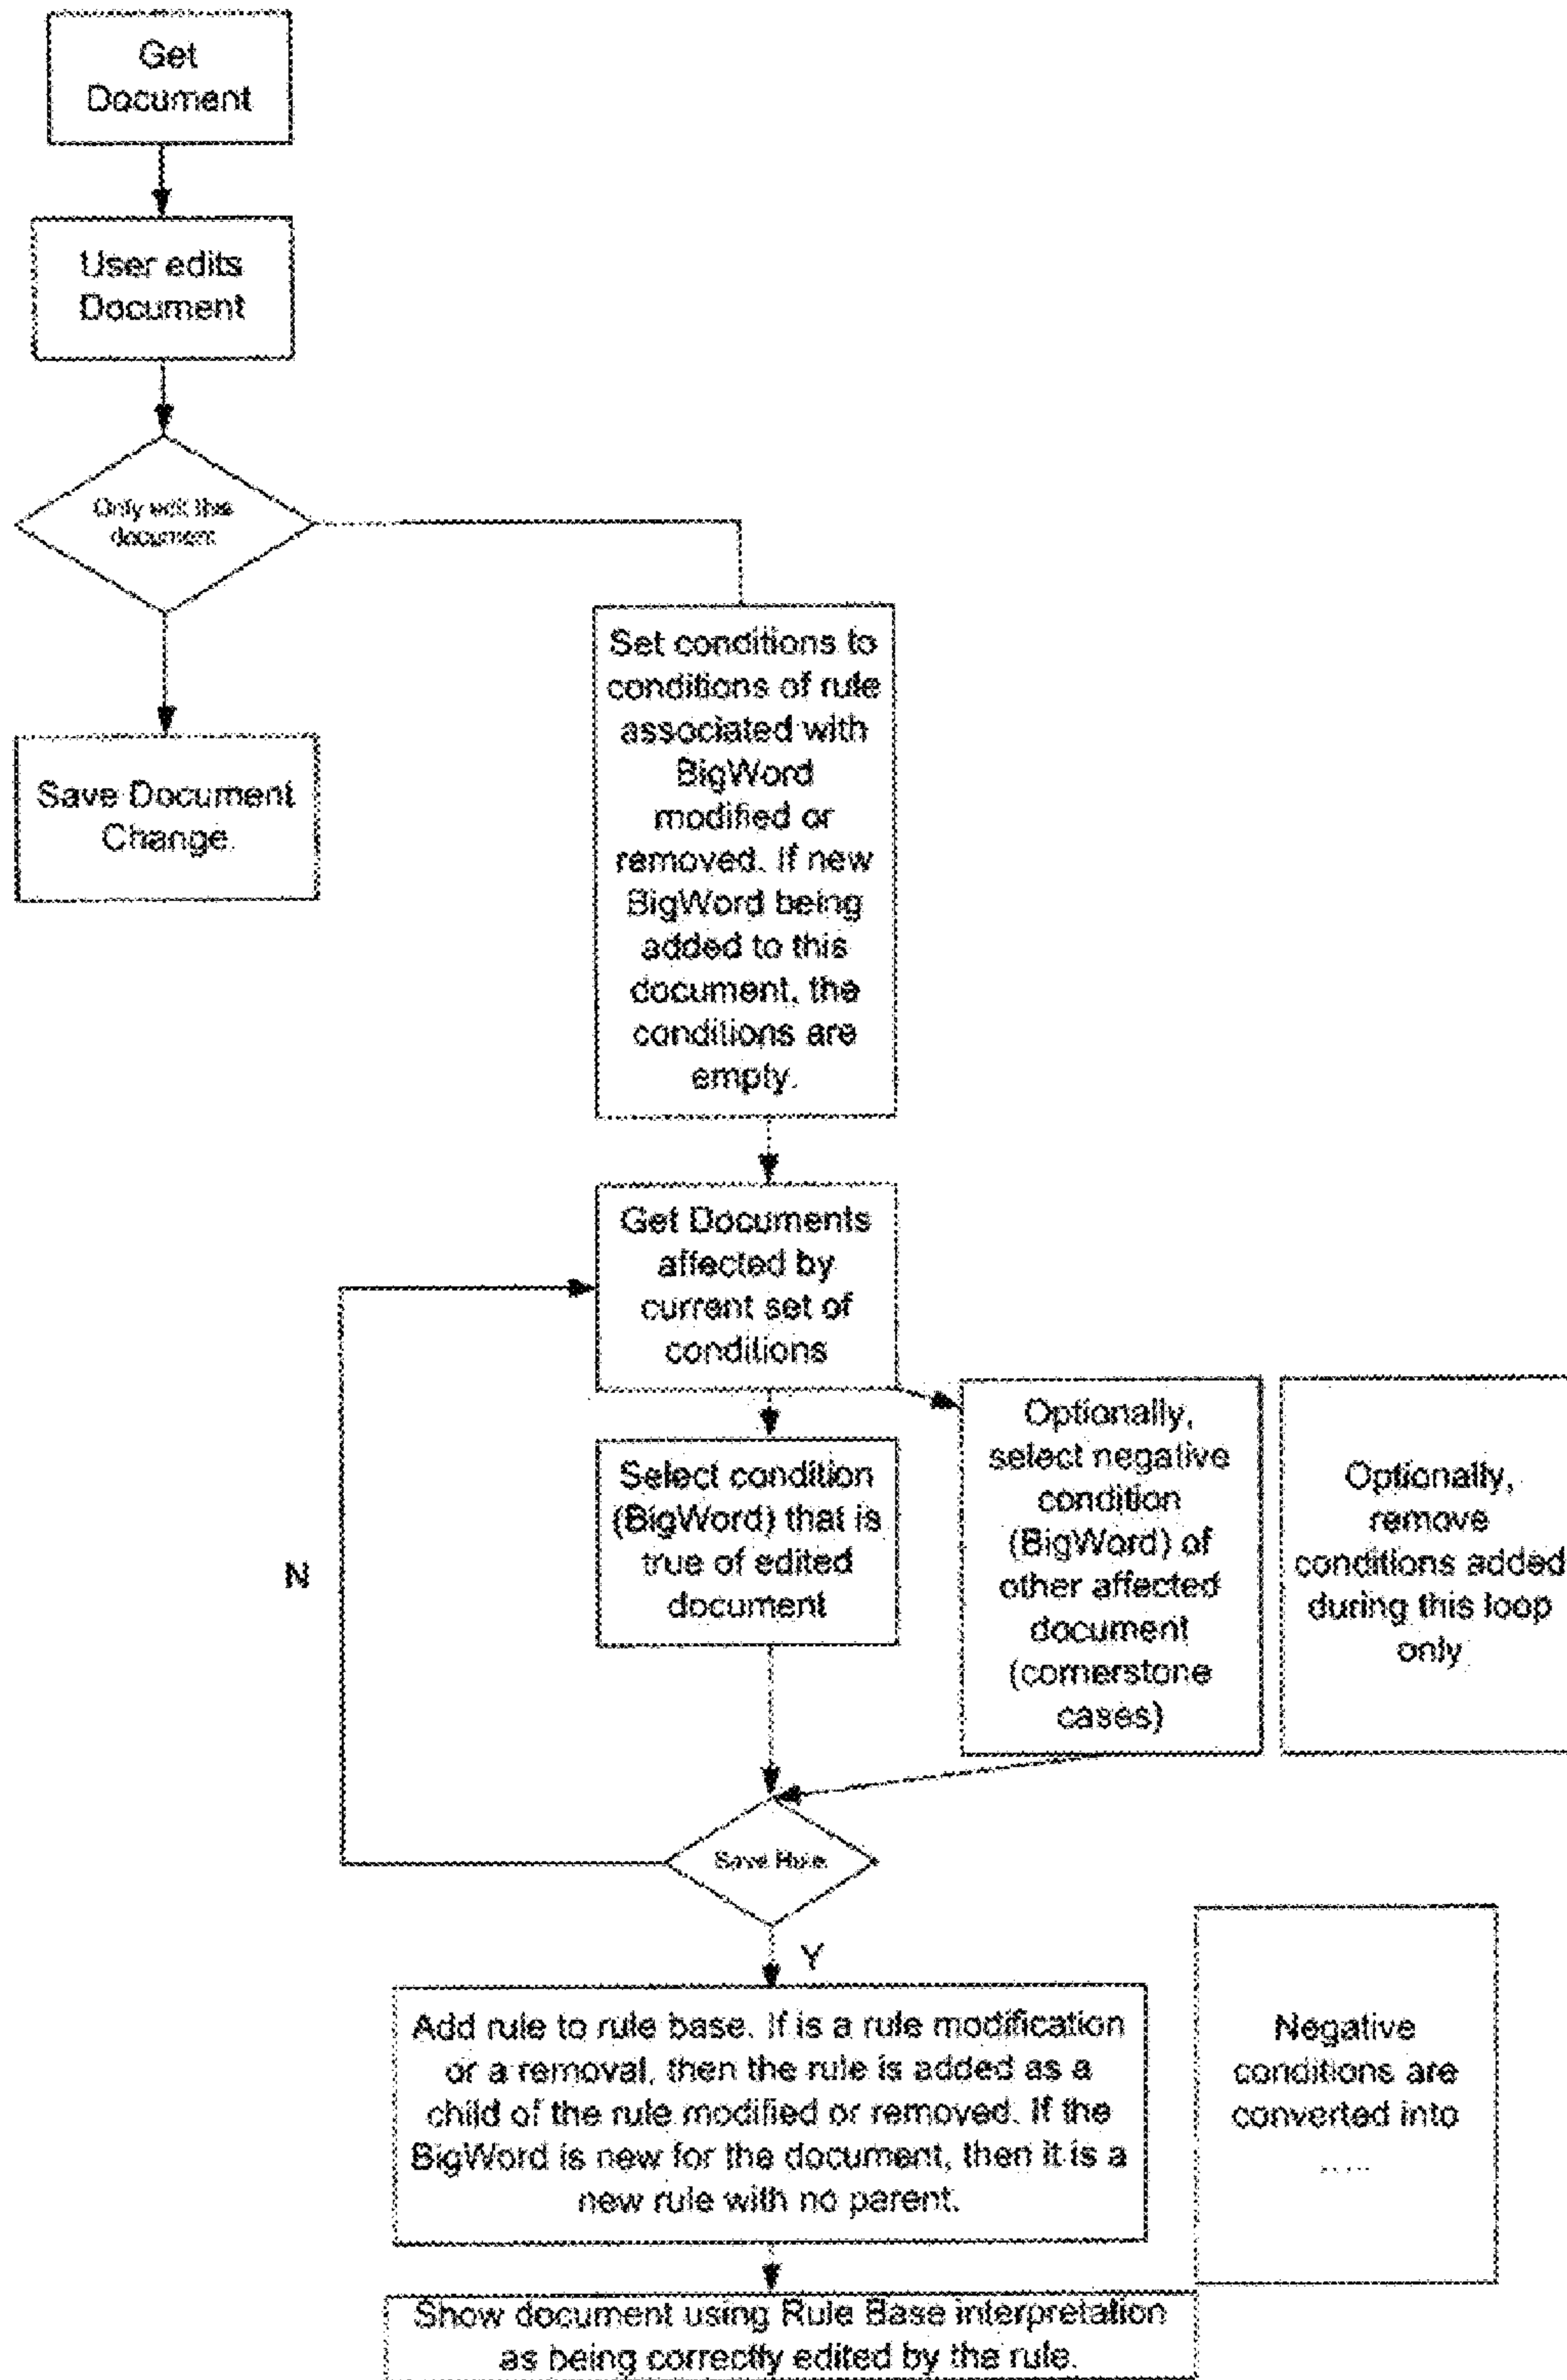 Get
Document
User edits
Document
Only edit this
document
Save Document
Change.
Set conditions to
conditions of rule
associated with
BigWord
modified or
removed. If new
BigWord being
added to this
document, the
conditions are
empty.
Get Documents
affected by
current set of
conditions
Select condition
(BigWord) that is
true of edited
document
Optionally,
select negative
condition
(BigWord) of
other affected
document
(cornerstone
cases)
Optionally,
remove
conditions added
during this loop
only
N
Save Rule
Y
Add rule to rule base. If is a rule modification
or a removal, then the rule is added as a
child of the rule modified or removed. If the
BigWord is new for the document, then it is a
new rule with no parent.
Negative
conditions are
converted into
.....
Show document using Rule Base interpretation
as being correctly edited by the rule.